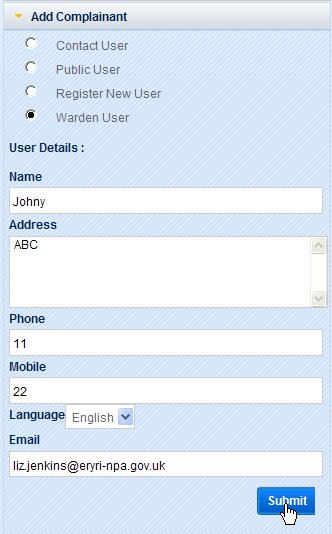 Add Complainant
Contact User
Public User
Register New User
Warden User
User Details :
Name
Johny
Address
ABC
Phone
11
Mobile
22
Language English
Email
liz.jenkins@eryri-npa.gov.uk
Submit